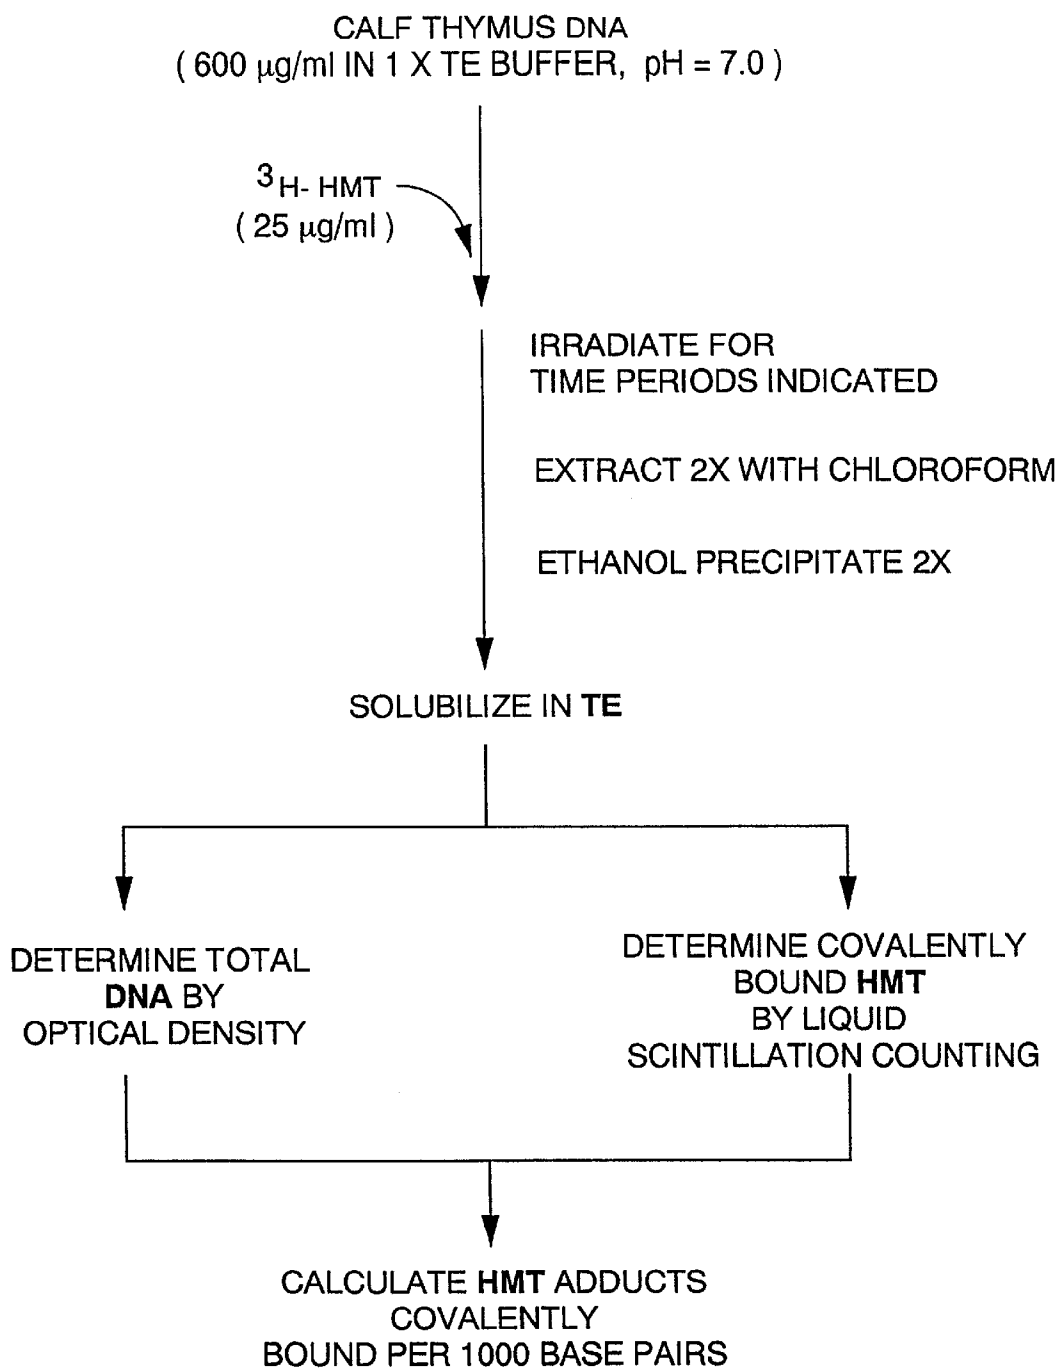 CALF THYMUS DNA
( 600 µg/ml IN 1 X TE BUFFER, pH = 7.0 )
³H- HMT
( 25 µg/ml )
IRRADIATE FOR
TIME PERIODS INDICATED
EXTRACT 2X WITH CHLOROFORM
ETHANOL PRECIPITATE 2X
SOLUBILIZE IN TE
DETERMINE TOTAL
DNA BY
OPTICAL DENSITY
DETERMINE COVALENTLY
BOUND HMT
BY LIQUID
SCINTILLATION COUNTING
CALCULATE HMT ADDUCTS
COVALENTLY
BOUND PER 1000 BASE PAIRS